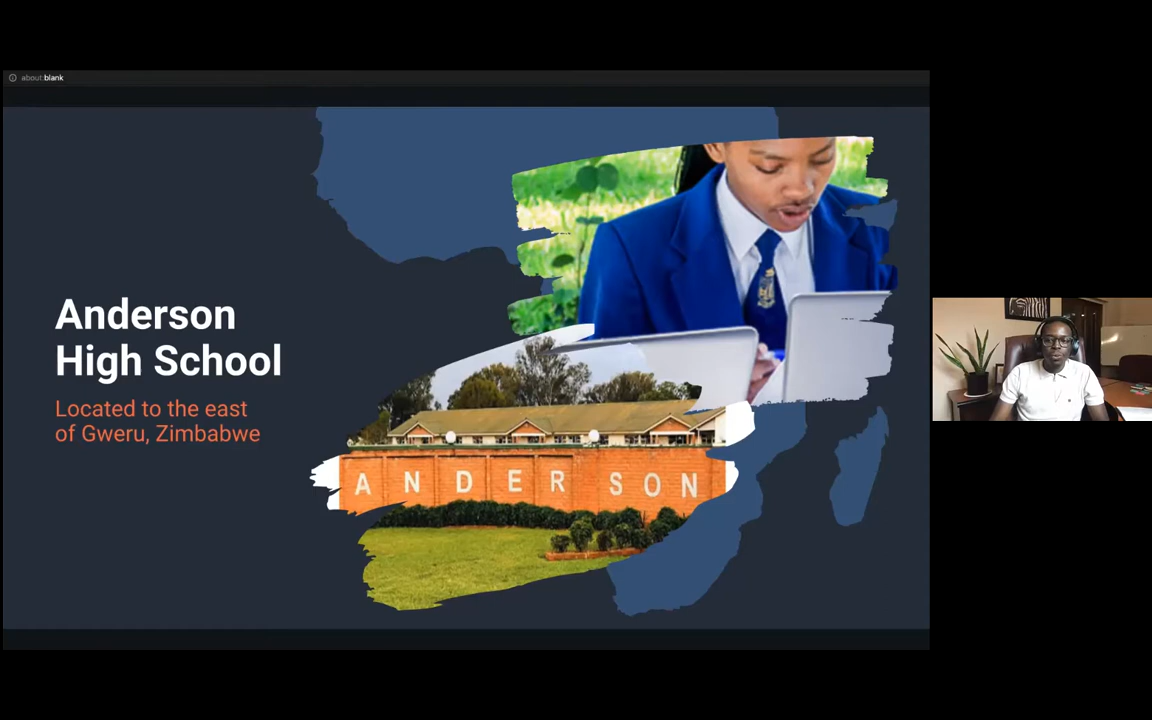 about:blank
Anderson
High School
Located to the east
of Gweru, Zimbabwe
ANDERSON